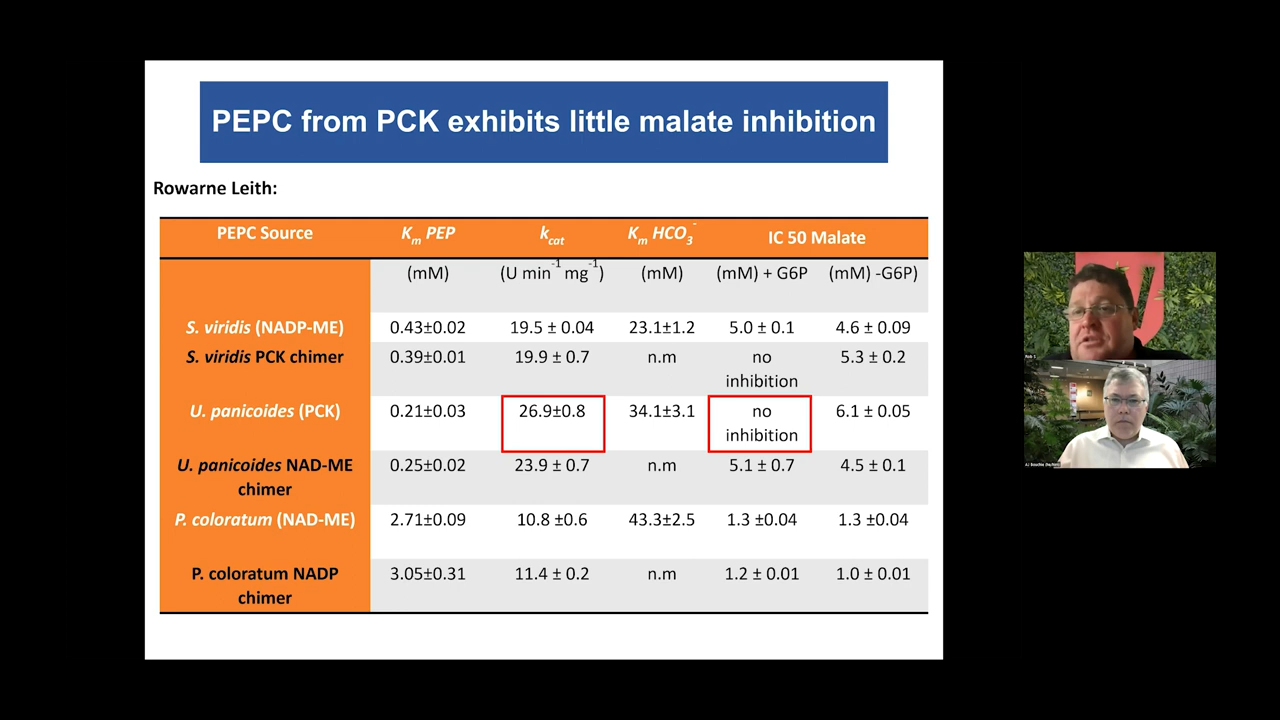 PEPC from PCK exhibits little malate inhibition
Rowarne Leith:
PEPC Source K_m PEP k_cat K_m HCO₃⁻ IC 50 Malate
(mM) (U min⁻¹ mg⁻¹) (mM) (mM) + G6P (mM) -G6P)
S. viridis (NADP-ME) 0.43±0.02 19.5 ± 0.04 23.1±1.2 5.0 ± 0.1 4.6 ± 0.09
S. viridis PCK chimer 0.39±0.01 19.9 ± 0.7 n.m no 5.3 ± 0.2
inhibition
U. panicoides (PCK) 0.21±0.03 26.9±0.8 34.1±3.1 no 6.1 ± 0.05
inhibition
U. panicoides NAD-ME 0.25±0.02 23.9 ± 0.7 n.m 5.1 ± 0.7 4.5 ± 0.1
chimer
P. coloratum (NAD-ME) 2.71±0.09 10.8 ±0.6 43.3±2.5 1.3 ±0.04 1.3 ±0.04
P. coloratum NADP 3.05±0.31 11.4 ± 0.2 n.m 1.2 ± 0.01 1.0 ± 0.01
chimer